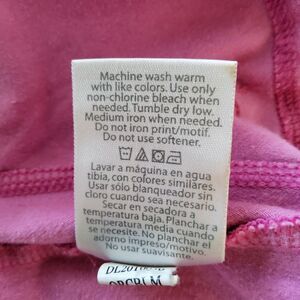 Machine wash warm
with like colors. Use only
non-chlorine bleach when
needed. Tumble dry low.
Medium iron when needed.
Do not iron print/motif.
Do not use softener.
Lavar a máquina en agua
tibia, con colores similares.
Usar sólo blanqueador sin
cloro cuando sea necesario.
Secar en secadora a
temperatura baja. Planchar a
temperatura media cuando
es necesario. No planchar el
adorno impreso/motivo.
No usar suavisante.